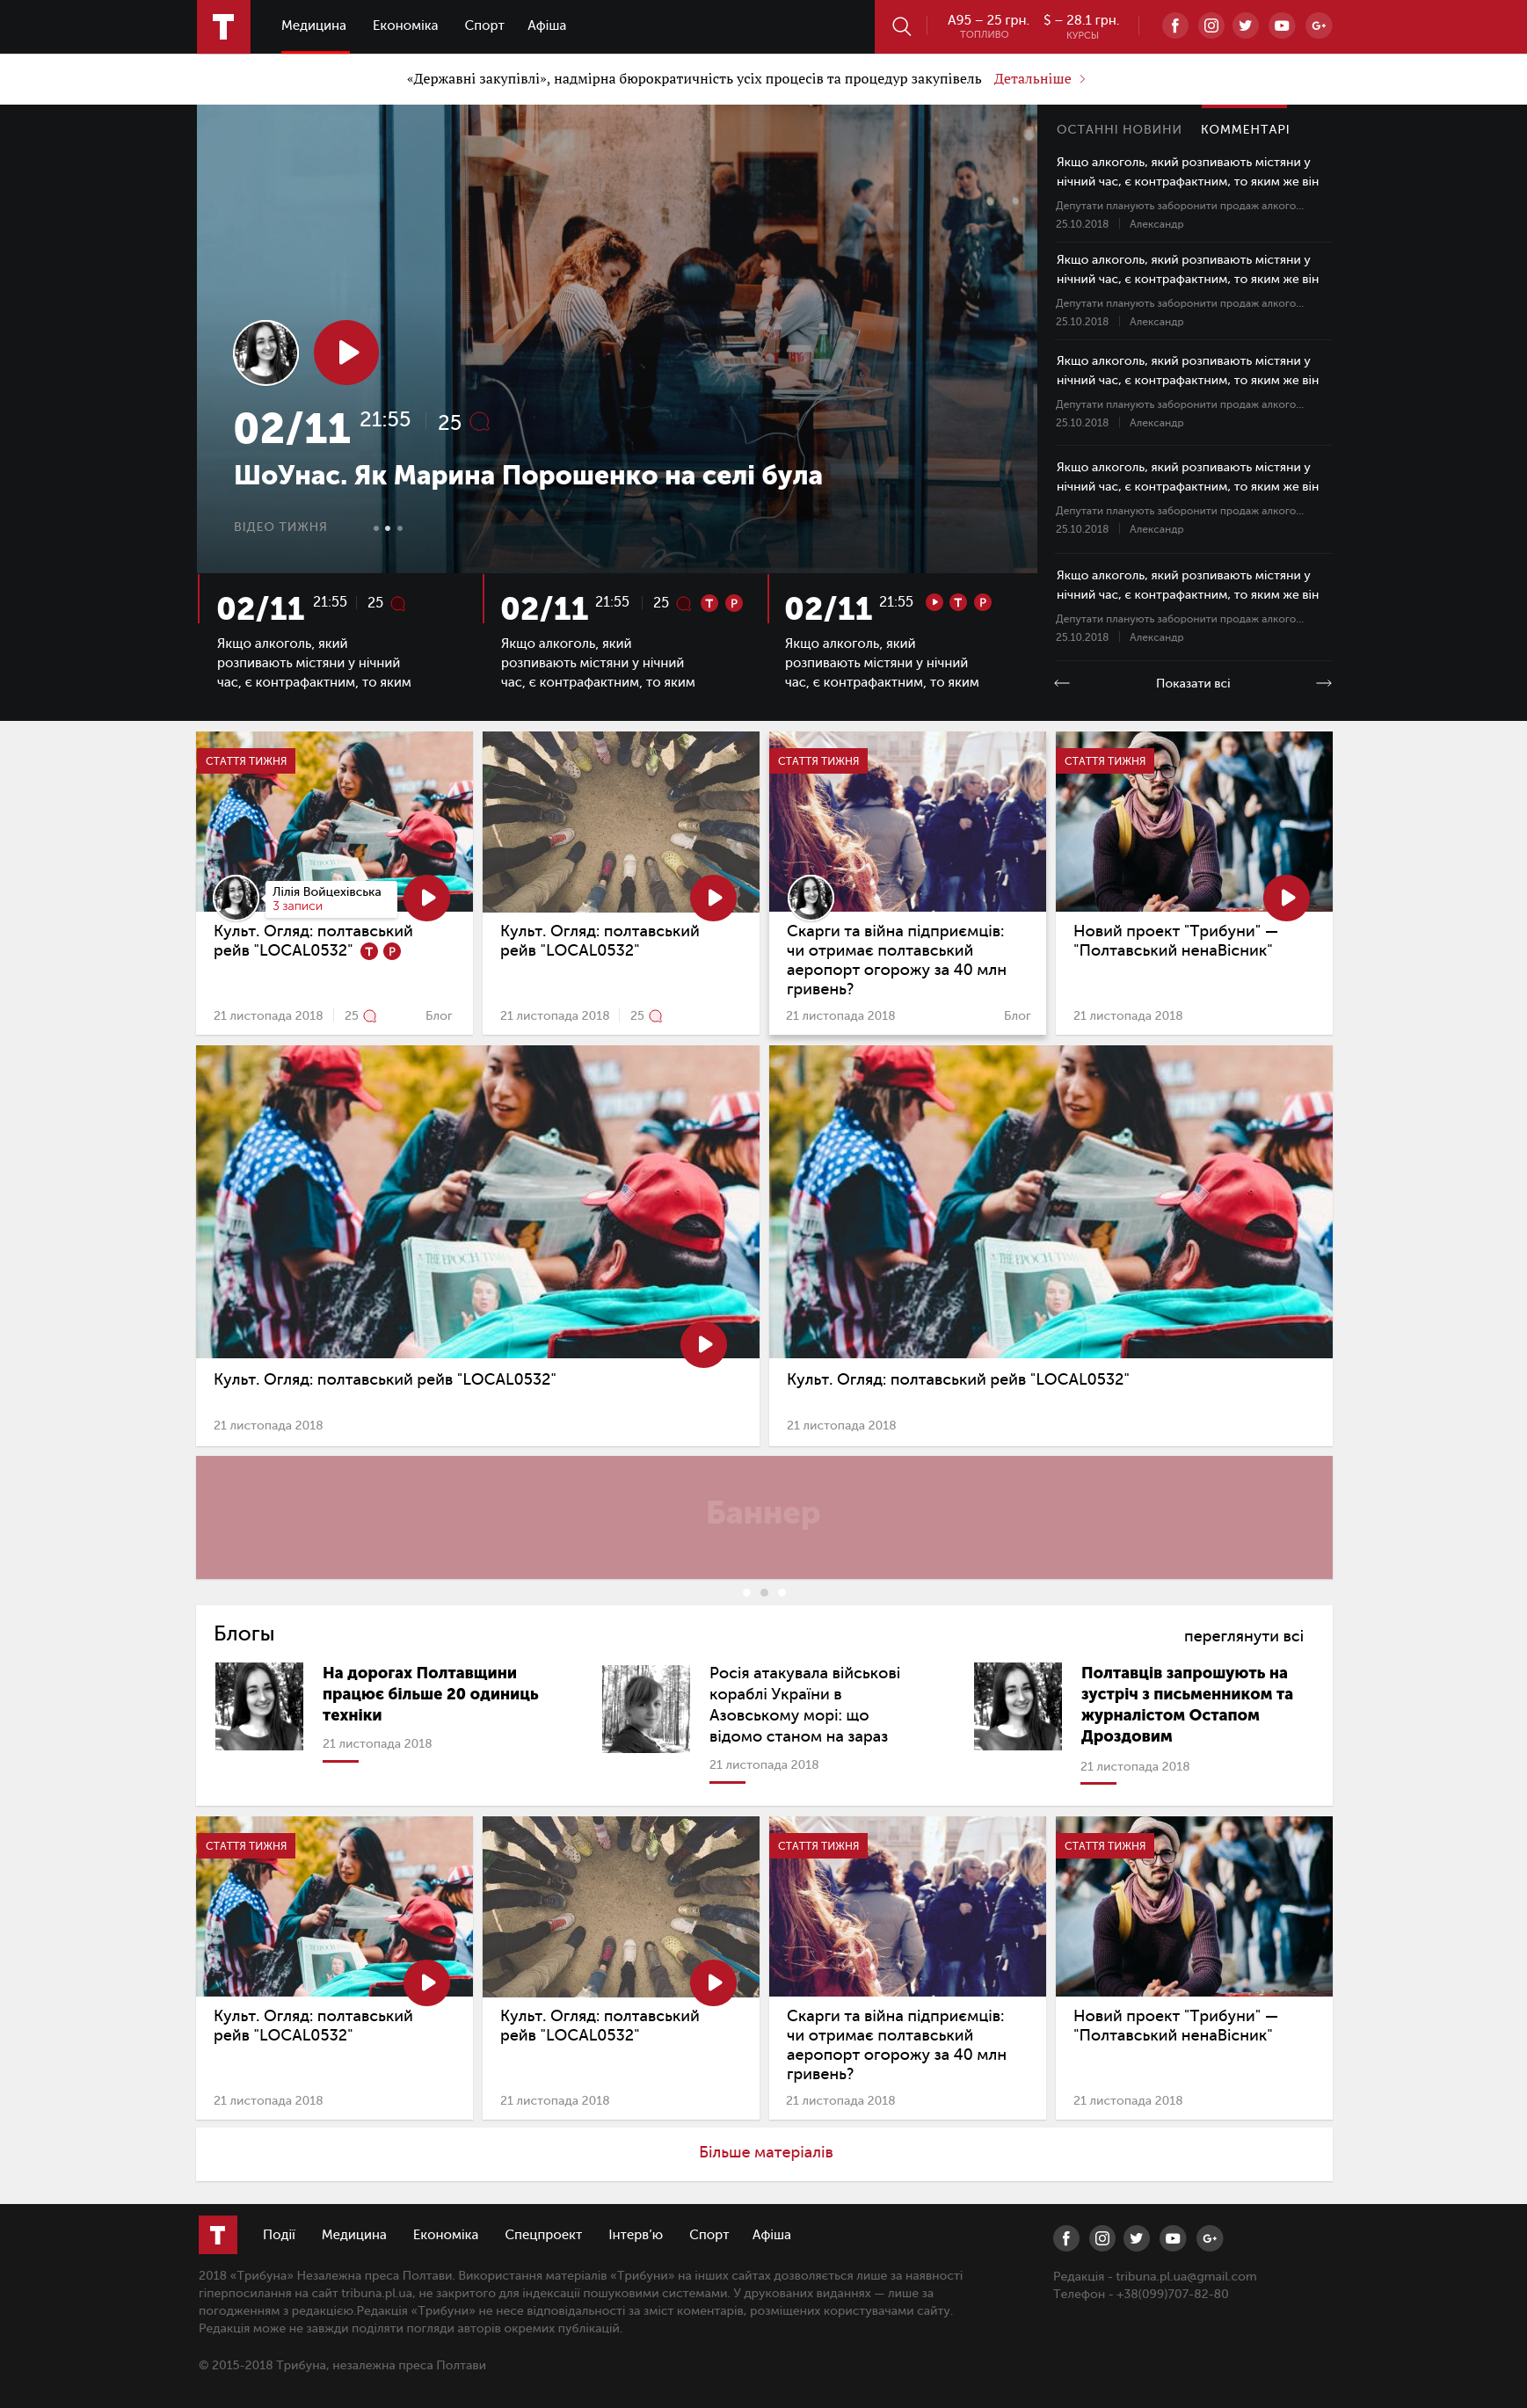 T
Медицина Економіка Спорт Афіша
А95 – 25 грн. $ – 28.1 грн.
ТОПЛИВО КУРСЫ
«Державні закупівлі», надмірна бюрократичність усіх процесів та процедур закупівель Детальніше
02/11 21:55 25
ШоУнас. Як Марина Порошенко на селі була
ВІДЕО ТИЖНЯ
ОСТАННІ НОВИНИ КОММЕНТАРІ
Якщо алкоголь, який розпивають містяни у
нічний час, є контрафактним, то яким же він
Депутати планують заборонити продаж алкого...
25.10.2018 Александр
Якщо алкоголь, який розпивають містяни у
нічний час, є контрафактним, то яким же він
Депутати планують заборонити продаж алкого...
25.10.2018 Александр
Якщо алкоголь, який розпивають містяни у
нічний час, є контрафактним, то яким же він
Депутати планують заборонити продаж алкого...
25.10.2018 Александр
Якщо алкоголь, який розпивають містяни у
нічний час, є контрафактним, то яким же він
Депутати планують заборонити продаж алкого...
25.10.2018 Александр
Якщо алкоголь, який розпивають містяни у
нічний час, є контрафактним, то яким же він
Депутати планують заборонити продаж алкого...
25.10.2018 Александр
Показати всі
02/11 21:55 25
Якщо алкоголь, який
розпивають містяни у нічний
час, є контрафактним, то яким
02/11 21:55 25 T P
Якщо алкоголь, який
розпивають містяни у нічний
час, є контрафактним, то яким
02/11 21:55 T P
Якщо алкоголь, який
розпивають містяни у нічний
час, є контрафактним, то яким
СТАТТЯ ТИЖНЯ
Лілія Войцехівська
3 записи
Культ. Огляд: полтавський
рейв "LOCAL0532" T P
21 листопада 2018 25 Блог
Культ. Огляд: полтавський
рейв "LOCAL0532"
21 листопада 2018 25
СТАТТЯ ТИЖНЯ
Скарги та війна підприємців:
чи отримає полтавський
аеропорт огорожу за 40 млн
гривень?
21 листопада 2018 Блог
СТАТТЯ ТИЖНЯ
Новий проект "Трибуни" —
"Полтавський ненаВісник"
21 листопада 2018
THE EPOCH TIMES
Культ. Огляд: полтавський рейв "LOCAL0532"
21 листопада 2018
THE EPOCH TIMES
Культ. Огляд: полтавський рейв "LOCAL0532"
21 листопада 2018
Баннер
Блогы
переглянути всі
На дорогах Полтавщини
працює більше 20 одиниць
техніки
21 листопада 2018
Росія атакувала військові
кораблі України в
Азовському морі: що
відомо станом на зараз
21 листопада 2018
Полтавців запрошують на
зустріч з письменником та
журналістом Остапом
Дроздовим
21 листопада 2018
СТАТТЯ ТИЖНЯ
Культ. Огляд: полтавський
рейв "LOCAL0532"
21 листопада 2018
Культ. Огляд: полтавський
рейв "LOCAL0532"
21 листопада 2018
СТАТТЯ ТИЖНЯ
Скарги та війна підприємців:
чи отримає полтавський
аеропорт огорожу за 40 млн
гривень?
21 листопада 2018
СТАТТЯ ТИЖНЯ
Новий проект "Трибуни" —
"Полтавський ненаВісник"
21 листопада 2018
Більше матеріалів
T
Події Медицина Економіка Спецпроект Інтерв'ю Спорт Афіша
2018 «Трибуна» Незалежна преса Полтави. Використання матеріалів «Трибуни» на інших сайтах дозволяється лише за наявності
гіперпосилання на сайт tribuna.pl.ua, не закритого для індексації пошуковими системами. У друкованих виданнях — лише за
погодженням з редакцією.Редакція «Трибуни» не несе відповідальності за зміст коментарів, розміщених користувачами сайту.
Редакція може не завжди поділяти погляди авторів окремих публікацій.
© 2015-2018 Трибуна, незалежна преса Полтави
Редакція - tribuna.pl.ua@gmail.com
Телефон - +38(099)707-82-80